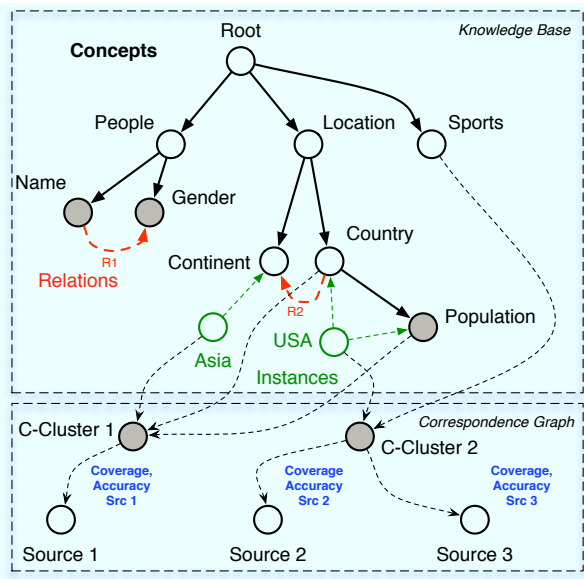 Root
Knowledge Base
Concepts
People
Location
Sports
Name
Gender
R1
Relations
Continent
Country
R2
Population
Asia
USA
Instances
Correspondence Graph
C-Cluster 1
C-Cluster 2
Coverage,
Accuracy
Src 1
Coverage
Accuracy
Src 2
Coverage,
Accuracy
Src 3
Source 1
Source 2
Source 3